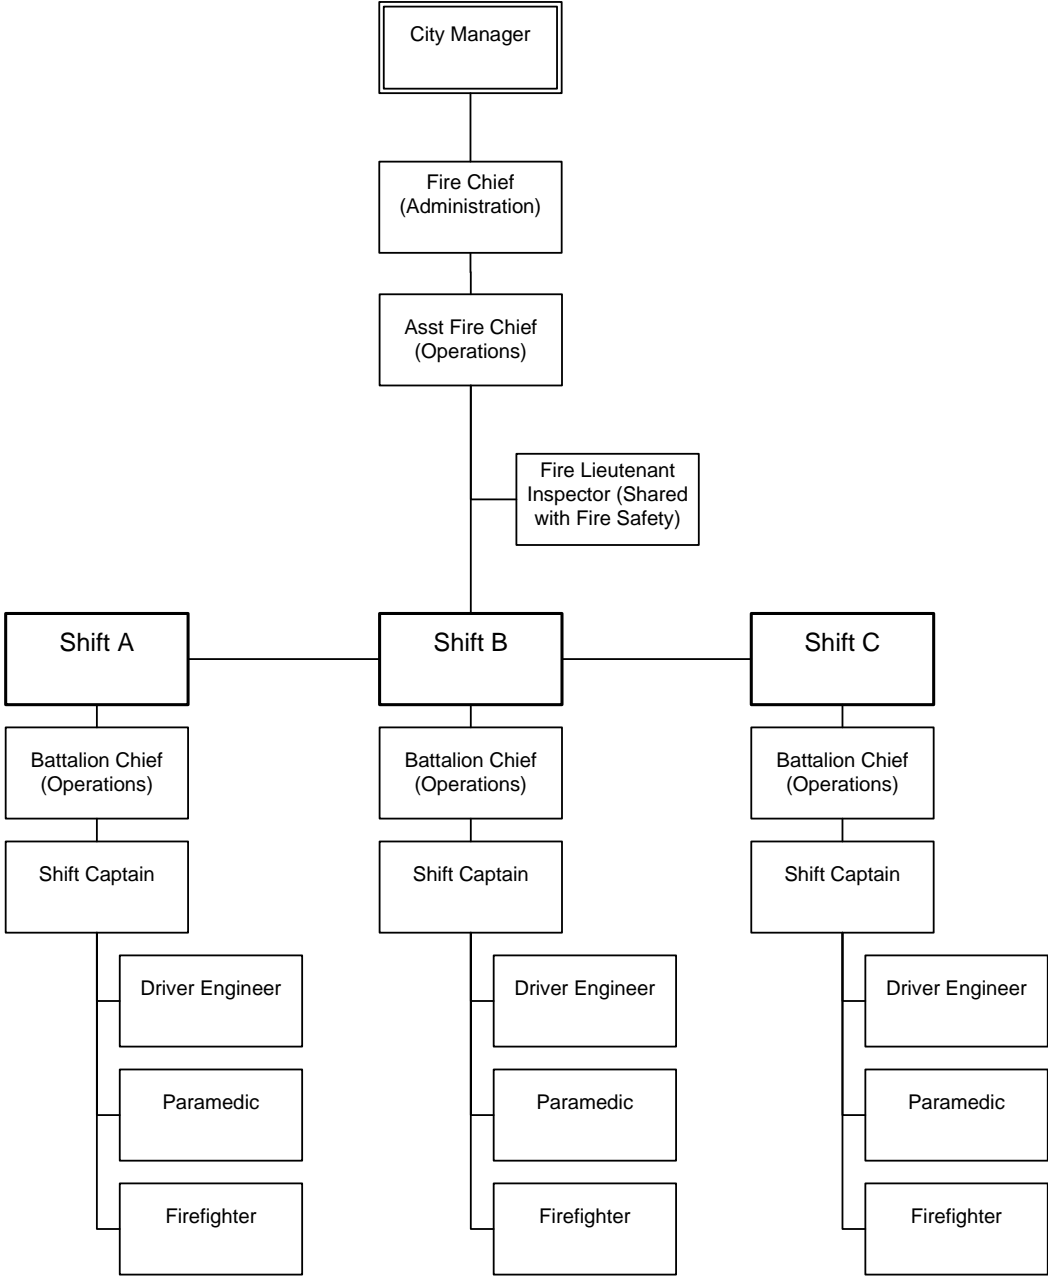 City Manager
Fire Chief
(Administration)
Asst Fire Chief
(Operations)
Fire Lieutenant
Inspector (Shared
with Fire Safety)
Shift A
Shift B
Shift C
Battalion Chief
(Operations)
Battalion Chief
(Operations)
Battalion Chief
(Operations)
Shift Captain
Shift Captain
Shift Captain
Driver Engineer
Driver Engineer
Driver Engineer
Paramedic
Paramedic
Paramedic
Firefighter
Firefighter
Firefighter